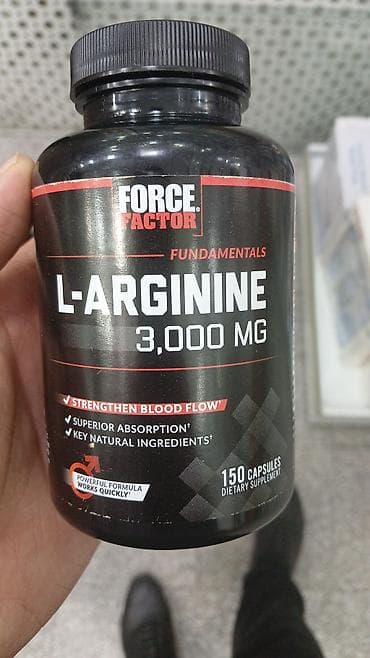 FORCE
FACTOR
FUNDAMENTALS
L-ARGININE
3,000 MG
STRENGTHEN BLOOD FLOW†
SUPERIOR ABSORPTION†
KEY NATURAL INGREDIENTS†
POWERFUL FORMULA
WORKS QUICKLY†
150 CAPSULES
DIETARY SUPPLEMENT